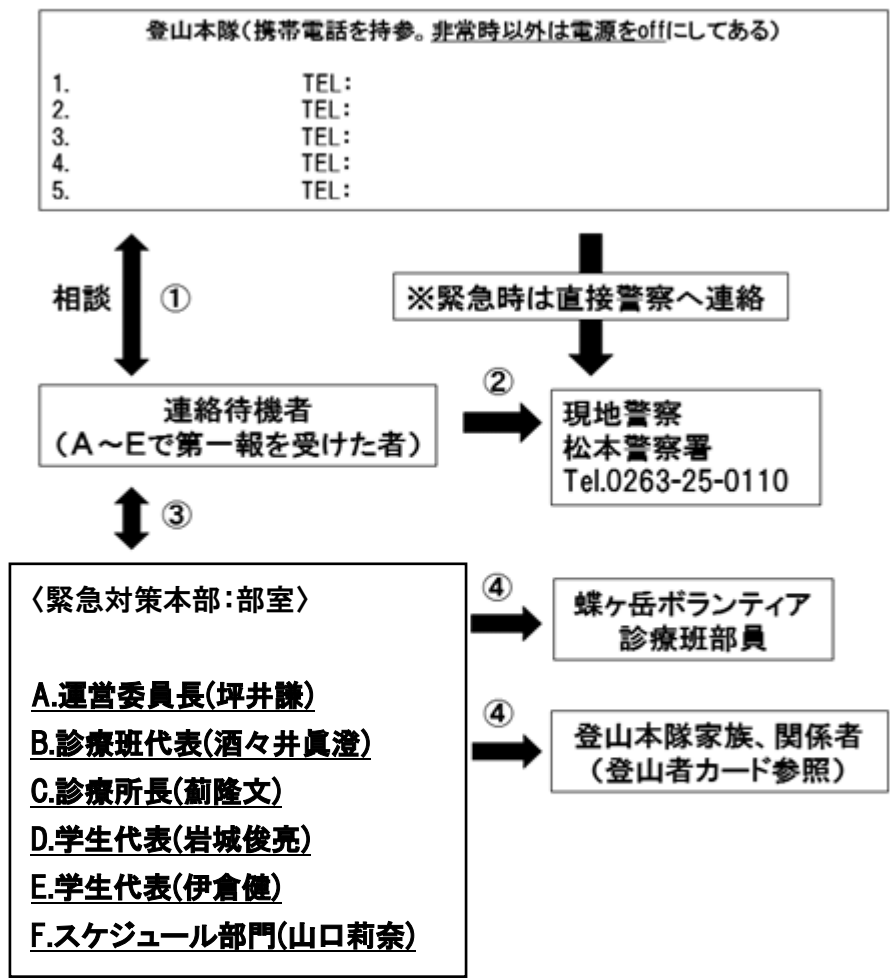 登山本隊（携帯電話を持参。非常時以外は電源をoffにしてある）
1. TEL:
2. TEL:
3. TEL:
4. TEL:
5. TEL:
相談 ①
※緊急時は直接警察へ連絡
連絡待機者
（A～Eで第一報を受けた者）
②
現地警察
松本警察署
Tel.0263-25-0110
③
〈緊急対策本部：部室〉
A.運営委員長(坪井謙)
B.診療班代表(酒々井眞澄)
C.診療所長(薊隆文)
D.学生代表(岩城俊亮)
E.学生代表(伊倉健)
F.スケジュール部門(山口莉奈)
④
蝶ヶ岳ボランティア
診療班部員
④
登山本隊家族、関係者
（登山者カード参照）